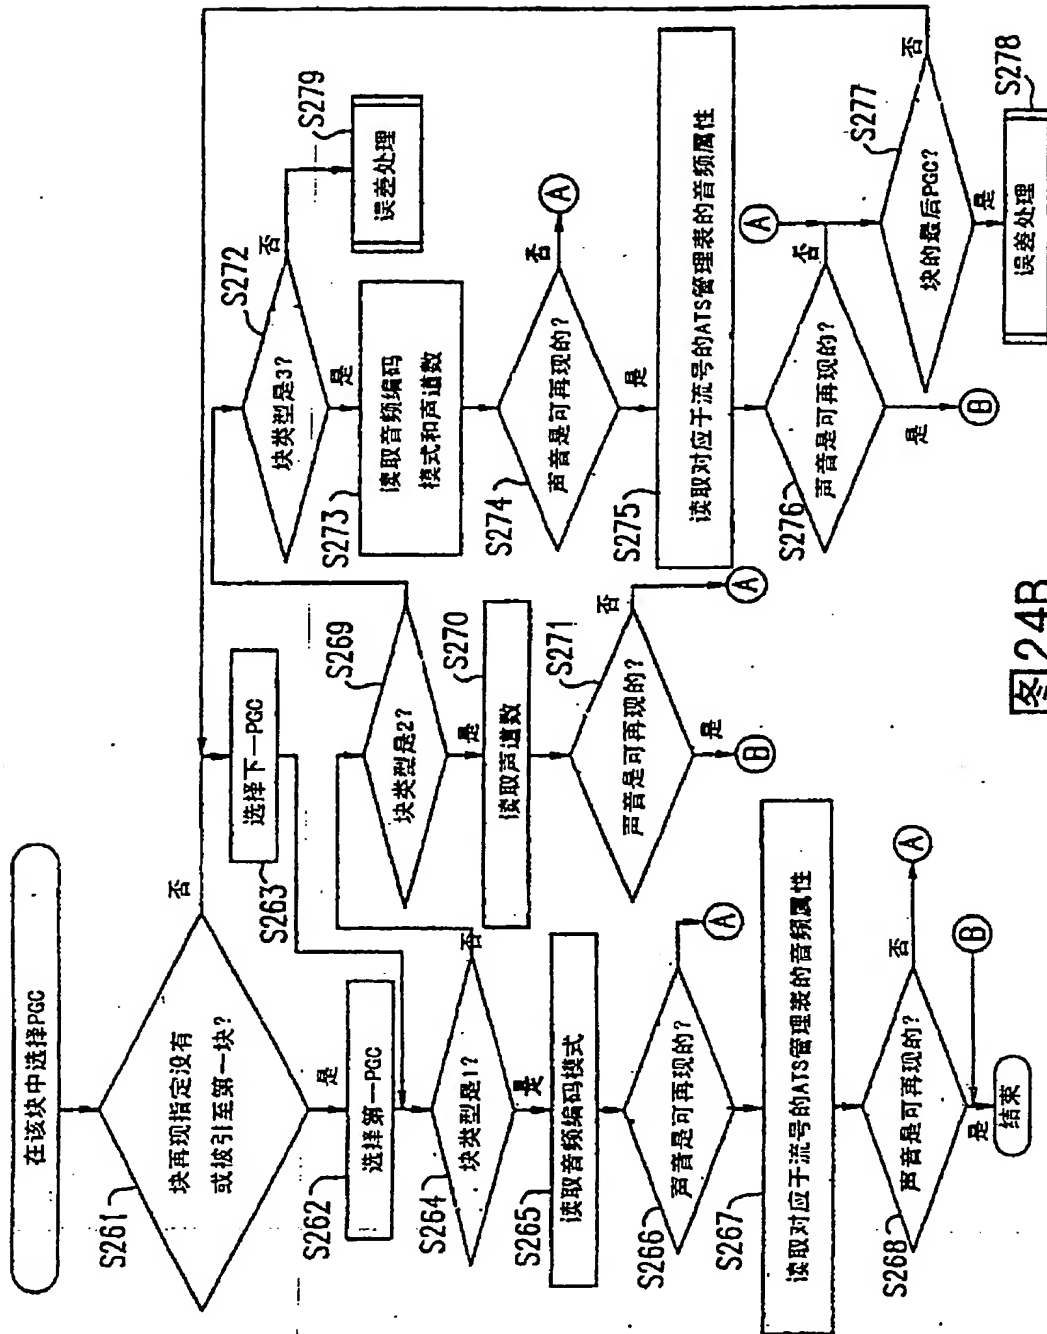 在该块中选择PGC
S261
块再现指定没有
或被引至第一块?
否
是
S262
选择第一PGC
选择下一PGC
S263
S264
块类型是1?
否
是
S265
读取音频编码模式
S266
声音是可再现的?
A
S267
读取对应于流号的ATS管理表的音频属性
S268
声音是可再现的?
否
A
是
B
结束
S269
块类型是2?
是
S270
读取声道数
S271
声音是可再现的?
否
A
是
B
S272
块类型是3?
否
S279
误差处理
是
S273
读取音频编码
模式和声道数
S274
声音是可再现的?
否
A
是
S275
读取对应于流号的ATS管理表的音频属性
S276
声音是可再现的?
否
A
是
B
S277
块的最后PGC?
否
是
S278
误差处理
图24B